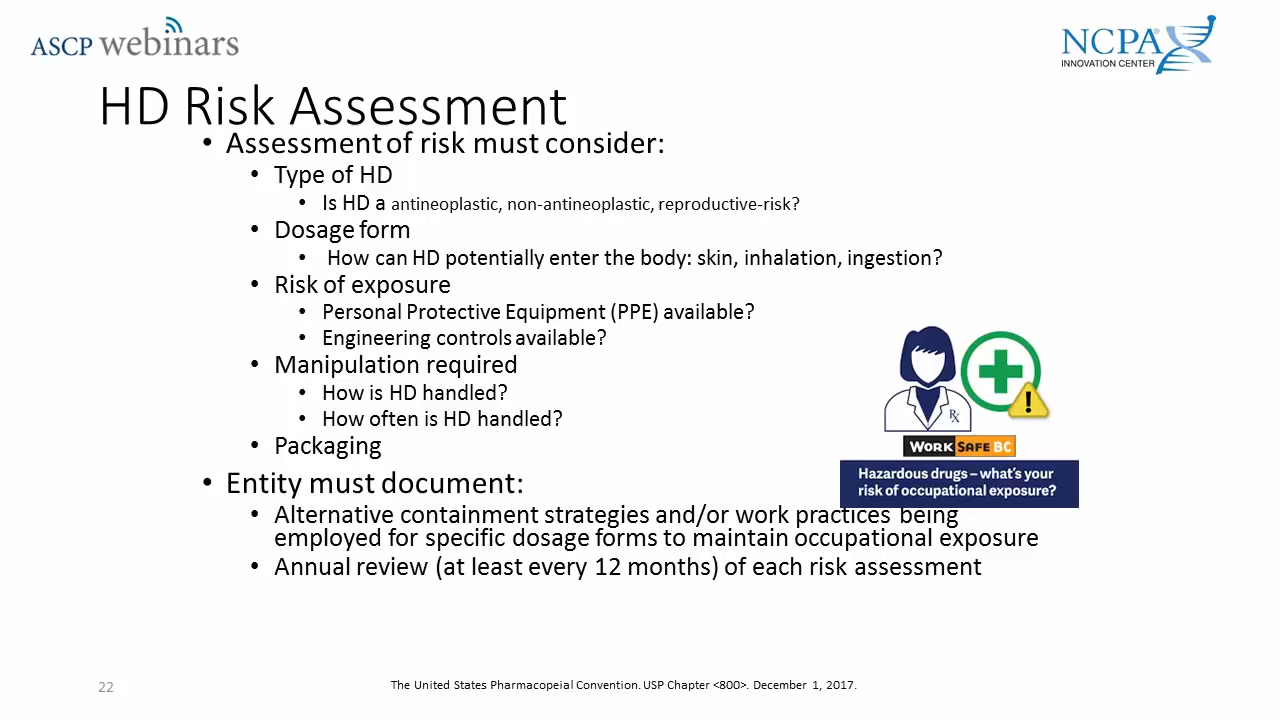 ASCP webinars
NCPA®
INNOVATION CENTER
HD Risk Assessment
• Assessment of risk must consider:
• Type of HD
• Is HD a antineoplastic, non-antineoplastic, reproductive-risk?
• Dosage form
• How can HD potentially enter the body: skin, inhalation, ingestion?
• Risk of exposure
• Personal Protective Equipment (PPE) available?
• Engineering controls available?
• Manipulation required
• How is HD handled?
• How often is HD handled?
• Packaging
Rx
!
WORK SAFE BC
Hazardous drugs – what's your
risk of occupational exposure?
• Entity must document:
• Alternative containment strategies and/or work practices being
employed for specific dosage forms to maintain occupational exposure
• Annual review (at least every 12 months) of each risk assessment
22
The United States Pharmacopeial Convention. USP Chapter <800>. December 1, 2017.